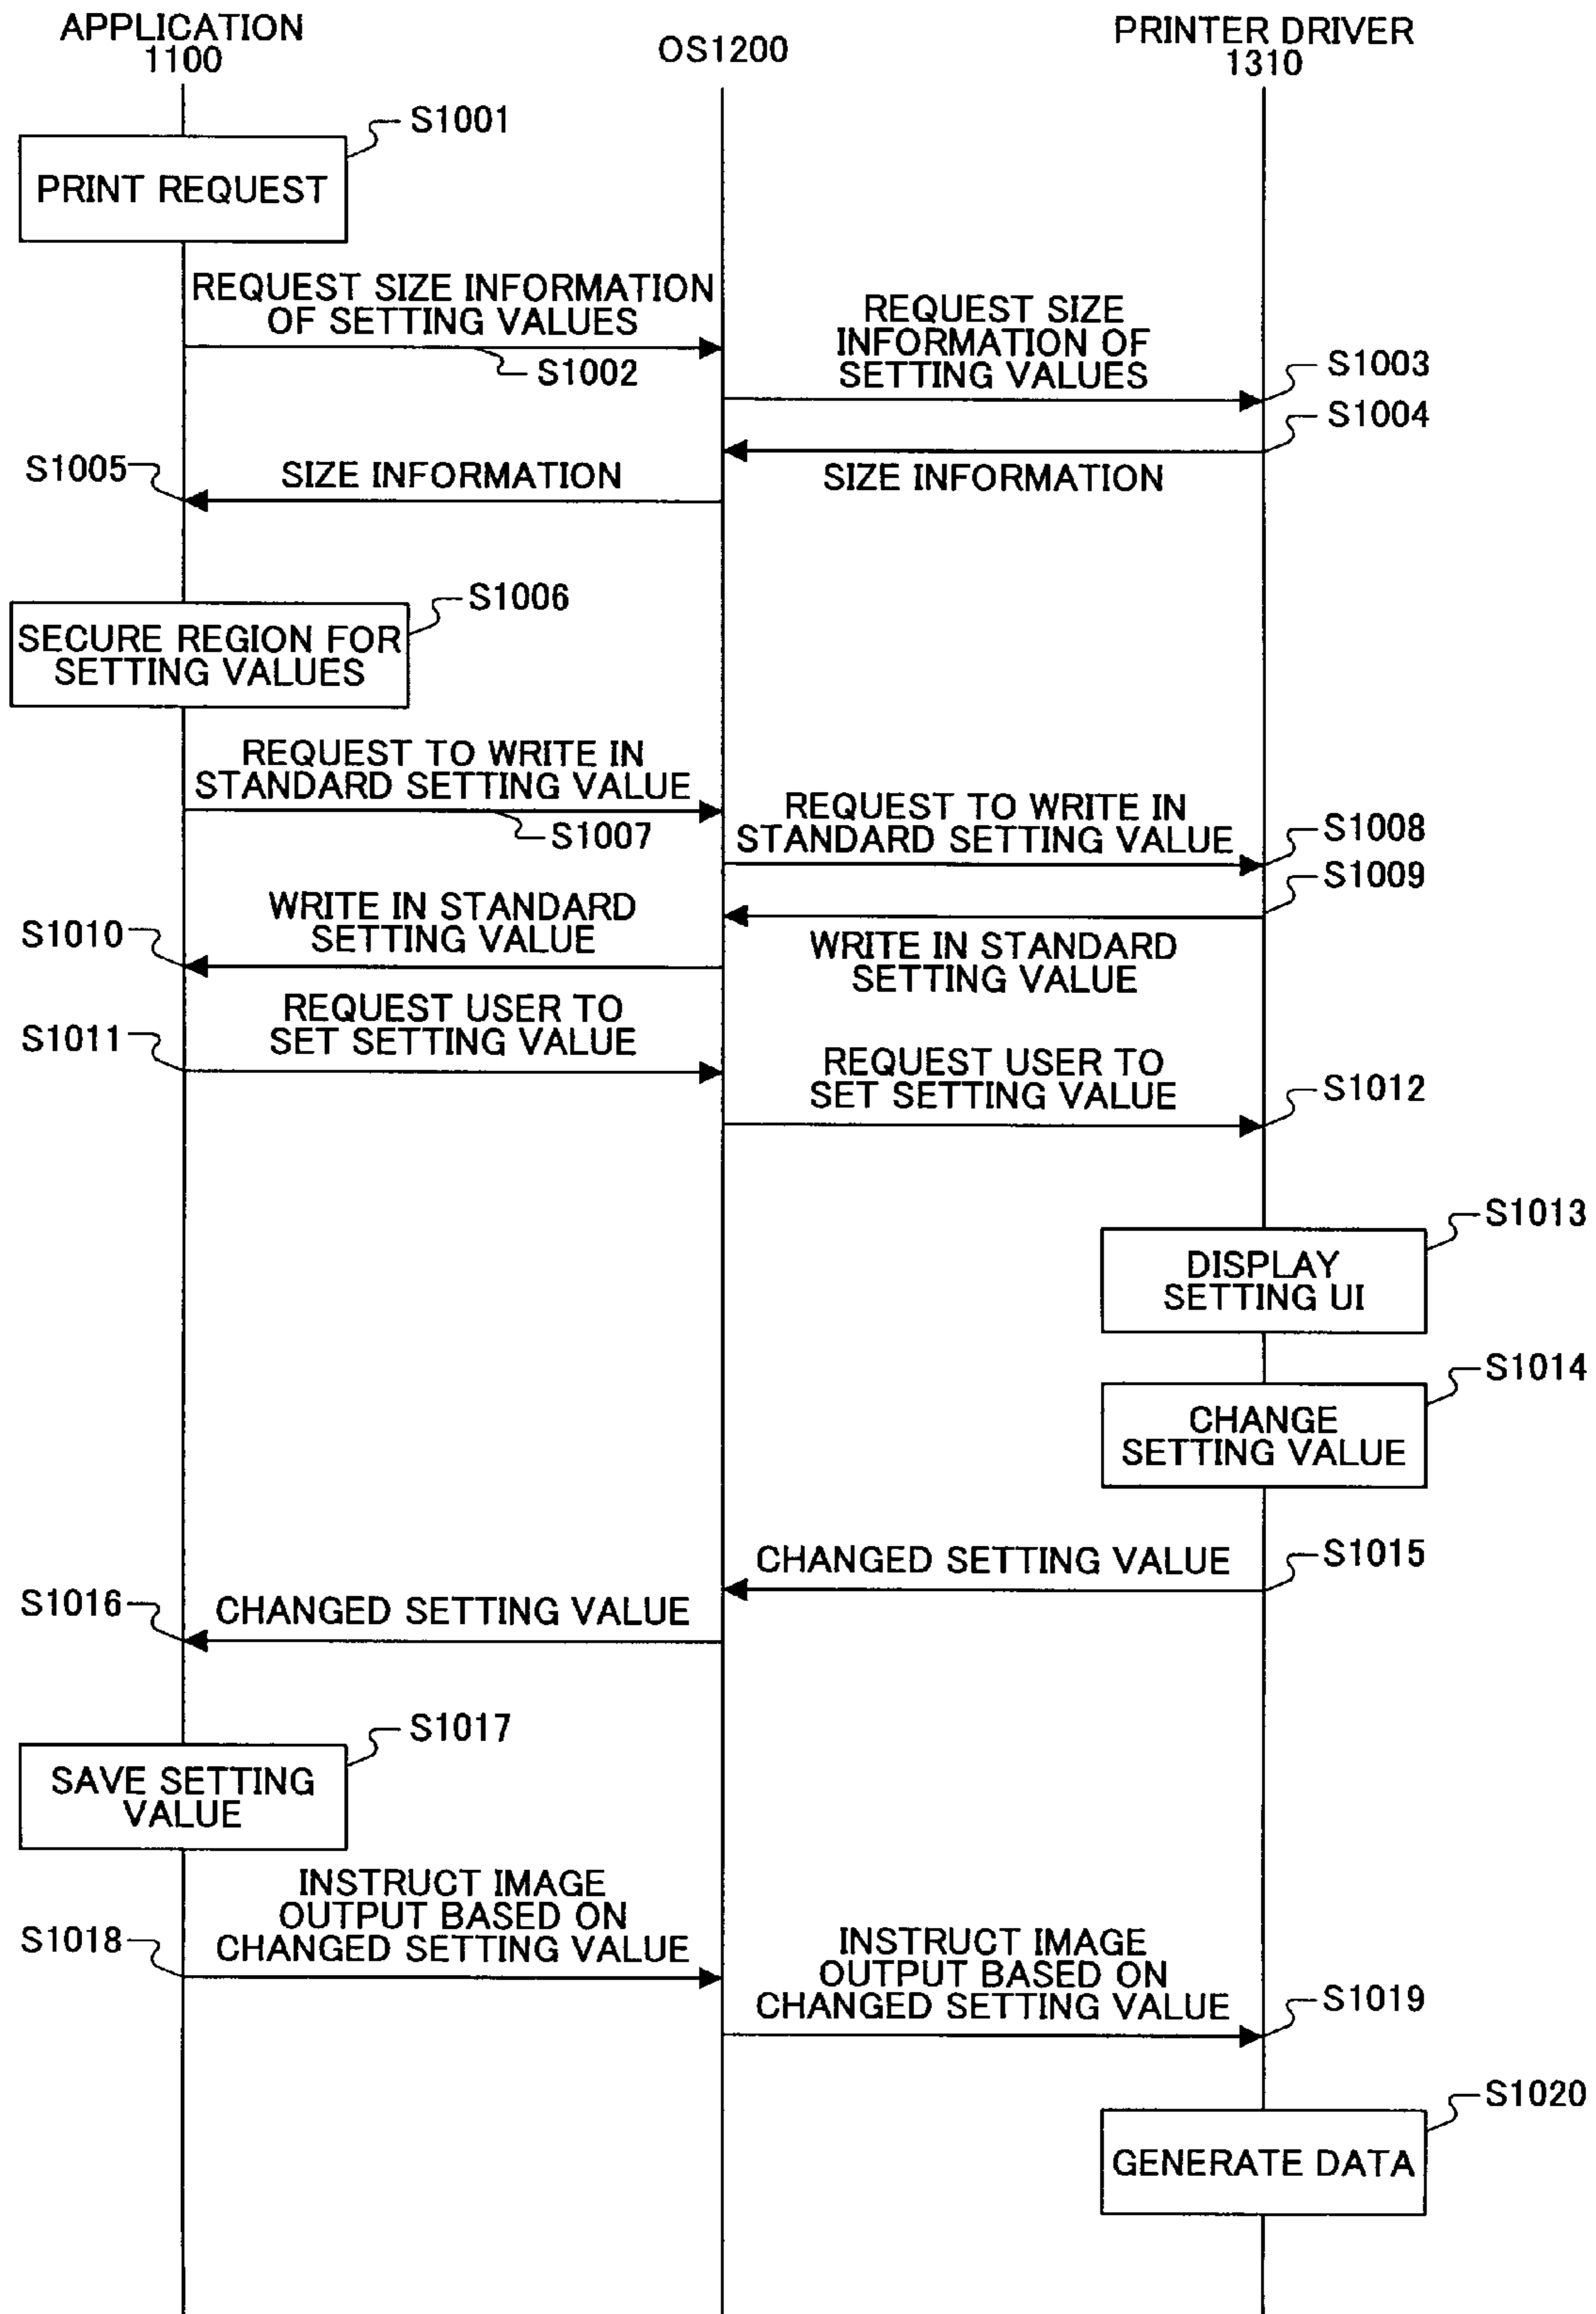 APPLICATION
1100
OS1200
PRINTER DRIVER
1310
S1001
PRINT REQUEST
REQUEST SIZE INFORMATION
OF SETTING VALUES
S1002
REQUEST SIZE
INFORMATION OF
SETTING VALUES
S1003
S1004
SIZE INFORMATION
S1005
SIZE INFORMATION
S1006
SECURE REGION FOR
SETTING VALUES
REQUEST TO WRITE IN
STANDARD SETTING VALUE
S1007
REQUEST TO WRITE IN
STANDARD SETTING VALUE
S1008
S1009
WRITE IN STANDARD
SETTING VALUE
S1010
WRITE IN STANDARD
SETTING VALUE
S1011
REQUEST USER TO
SET SETTING VALUE
REQUEST USER TO
SET SETTING VALUE
S1012
S1013
DISPLAY
SETTING UI
S1014
CHANGE
SETTING VALUE
CHANGED SETTING VALUE
S1015
S1016
CHANGED SETTING VALUE
S1017
SAVE SETTING
VALUE
INSTRUCT IMAGE
OUTPUT BASED ON
CHANGED SETTING VALUE
S1018
INSTRUCT IMAGE
OUTPUT BASED ON
CHANGED SETTING VALUE
S1019
S1020
GENERATE DATA